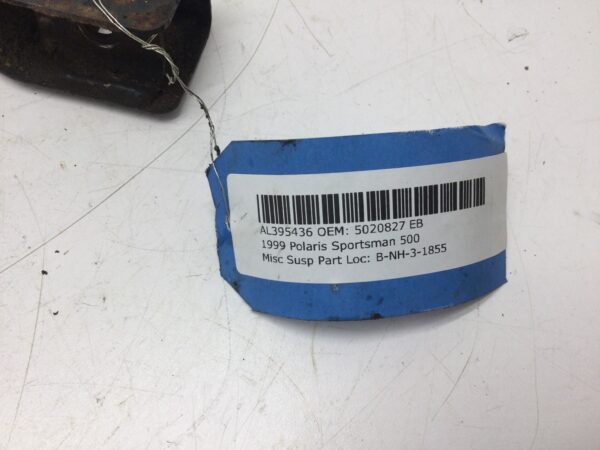 AL395436 OEM: 5020827 EB
1999 Polaris Sportsman 500
Misc Susp Part Loc: B-NH-3-1855